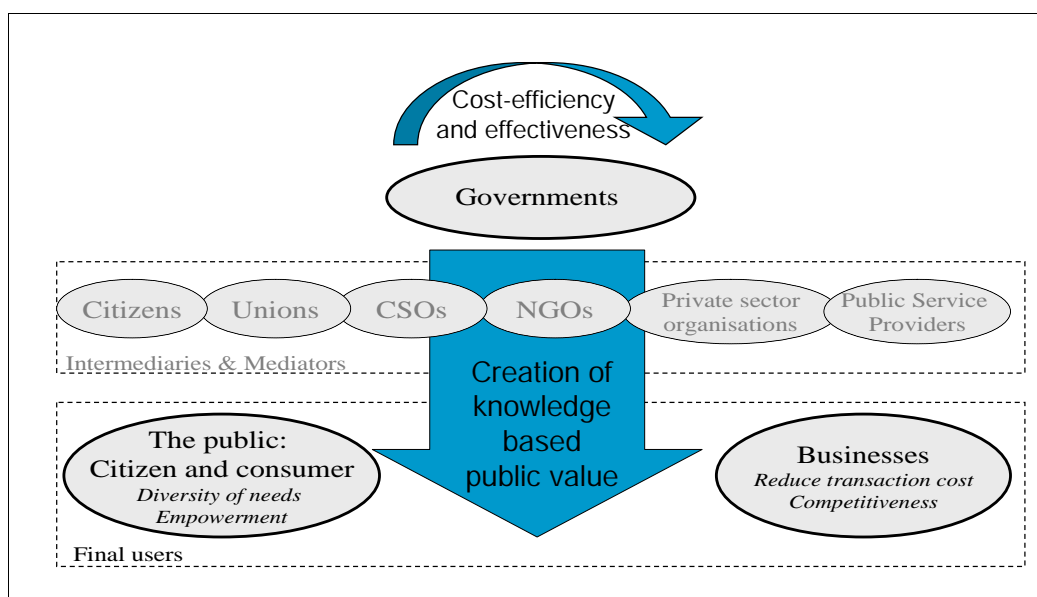 Cost-efficiency
and effectiveness
Governments
Citizens
Unions
CSOs
NGOs
Private sector
organisations
Public Service
Providers
Intermediaries & Mediators
Creation of
knowledge
based
public value
The public:
Citizen and consumer
Diversity of needs
Empowerment
Businesses
Reduce transaction cost
Competitiveness
Final users